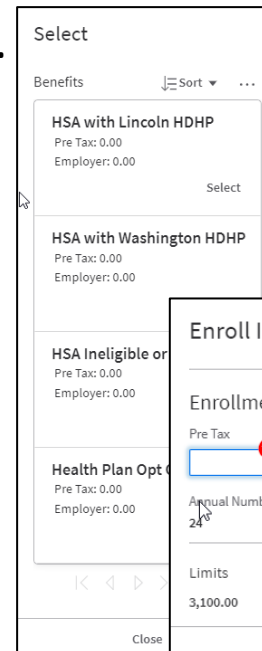 Select
Benefits Sort ...
HSA with Lincoln HDHP
Pre Tax: 0.00
Employer: 0.00
Select
HSA with Washington HDHP
Pre Tax: 0.00
Employer: 0.00
HSA Ineligible or
Pre Tax: 0.00
Employer: 0.00
Health Plan Opt
Pre Tax: 0.00
Employer: 0.00
Close
Enroll
Enrollme
Pre Tax
Annual Numb
24
Limits
3,100.00